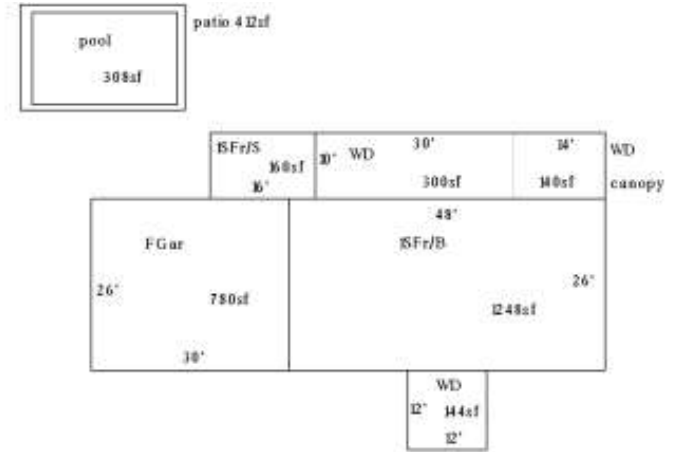 patio 412sf
pool
308sf
1SFr/S
160sf
16'
10'
WD
30'
300sf
14'
140sf
WD
canopy
FGar
26'
780sf
30'
48'
1SFr/B
26'
1248sf
WD
12'
144sf
12'